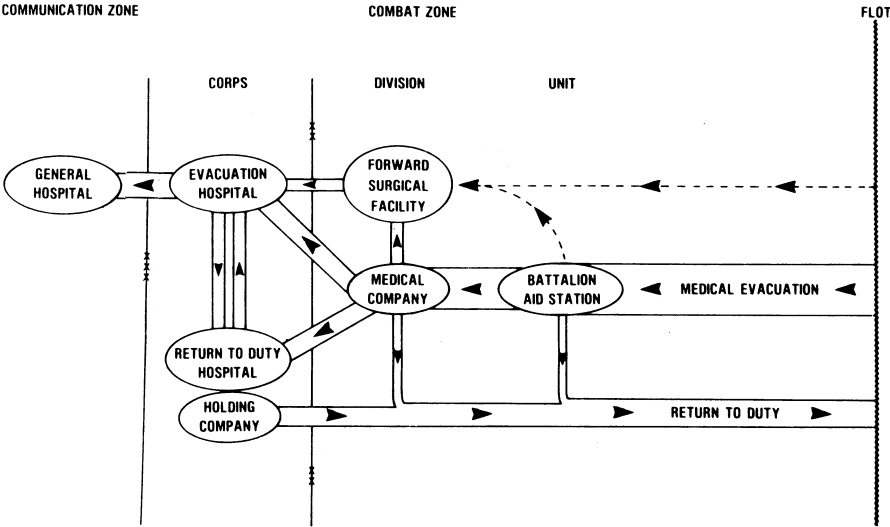 COMMUNICATION ZONE
COMBAT ZONE
FLOT
CORPS
DIVISION
UNIT
GENERAL
HOSPITAL
EVACUATION
HOSPITAL
FORWARD
SURGICAL
FACILITY
MEDICAL
COMPANY
BATTALION
AID STATION
MEDICAL EVACUATION
RETURN TO DUTY
HOSPITAL
HOLDING
COMPANY
RETURN TO DUTY